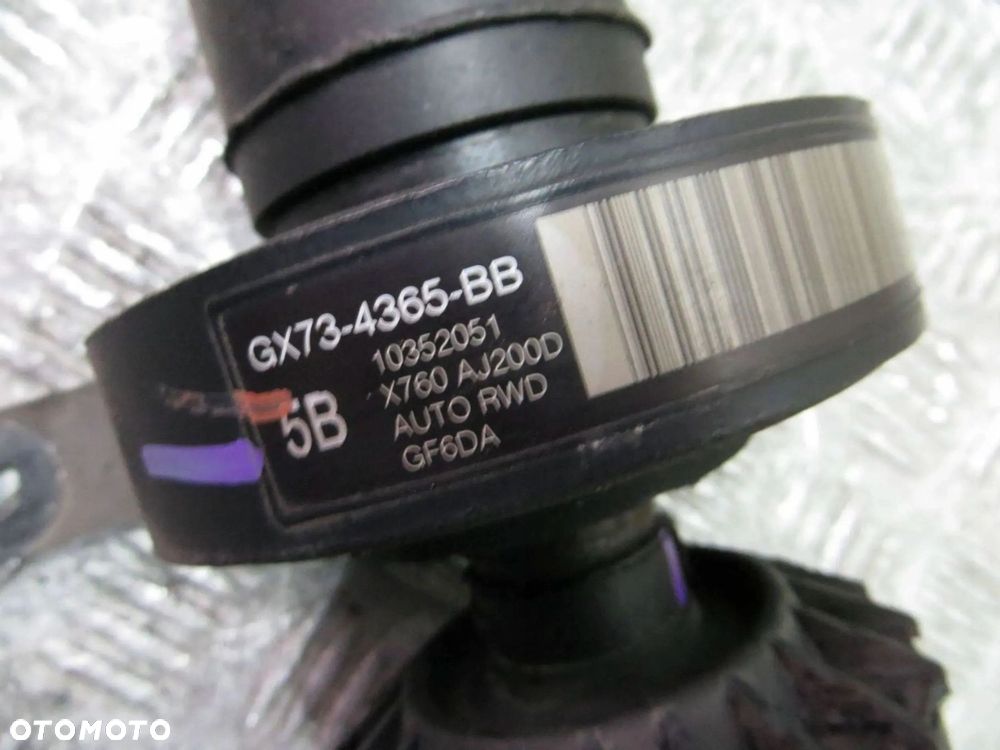 GX73-4365-BB
10352051
5B
X760 AJ200D
AUTO RWD
GF6DA
OTOMOTO